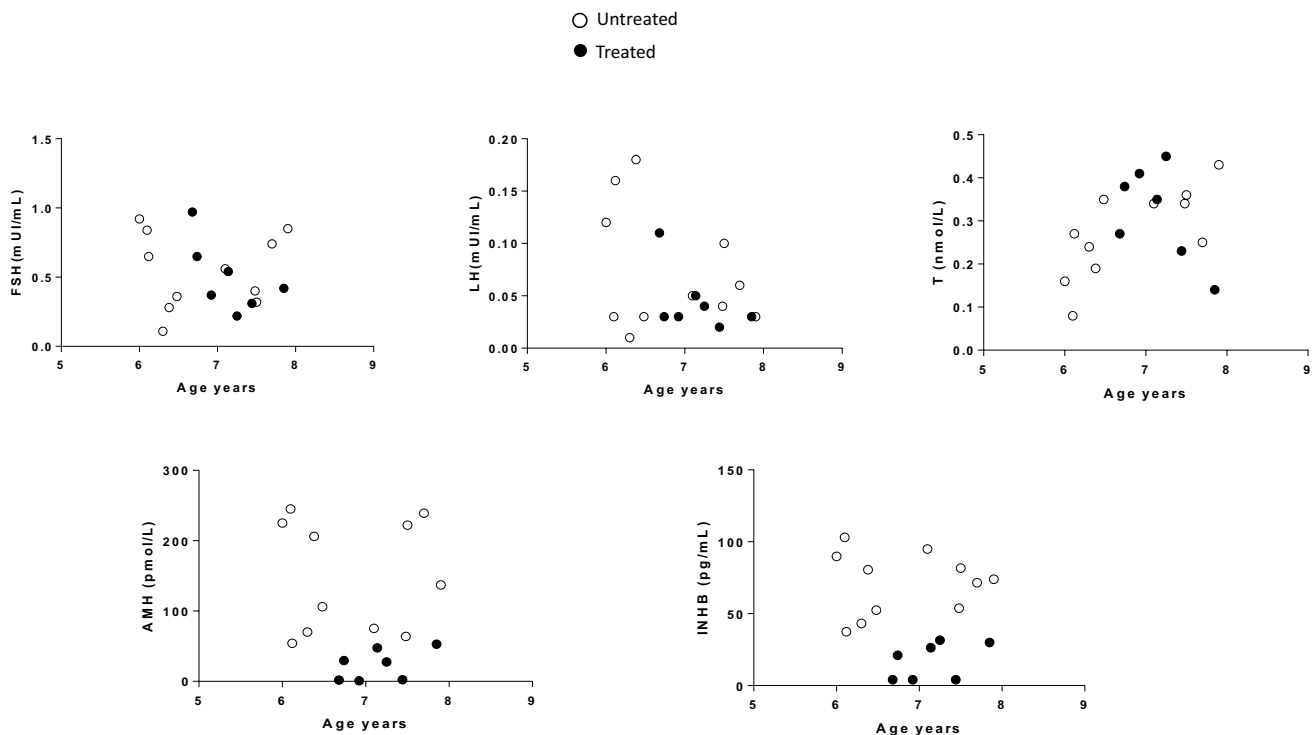 Untreated
Treated
FSH (mUI/mL)
1.5
1.0
0.5
0.0
5 6 7 8 9
Age years
LH(mUI/mL)
0.20
0.15
0.10
0.05
0.00
5 6 7 8 9
Age years
T (nmol/L)
0.5
0.4
0.3
0.2
0.1
0.0
5 6 7 8 9
Age years
AMH (pmol/L)
300
200
100
0
5 6 7 8 9
Age years
INHB (pg/mL)
150
100
50
0
5 6 7 8 9
Age years